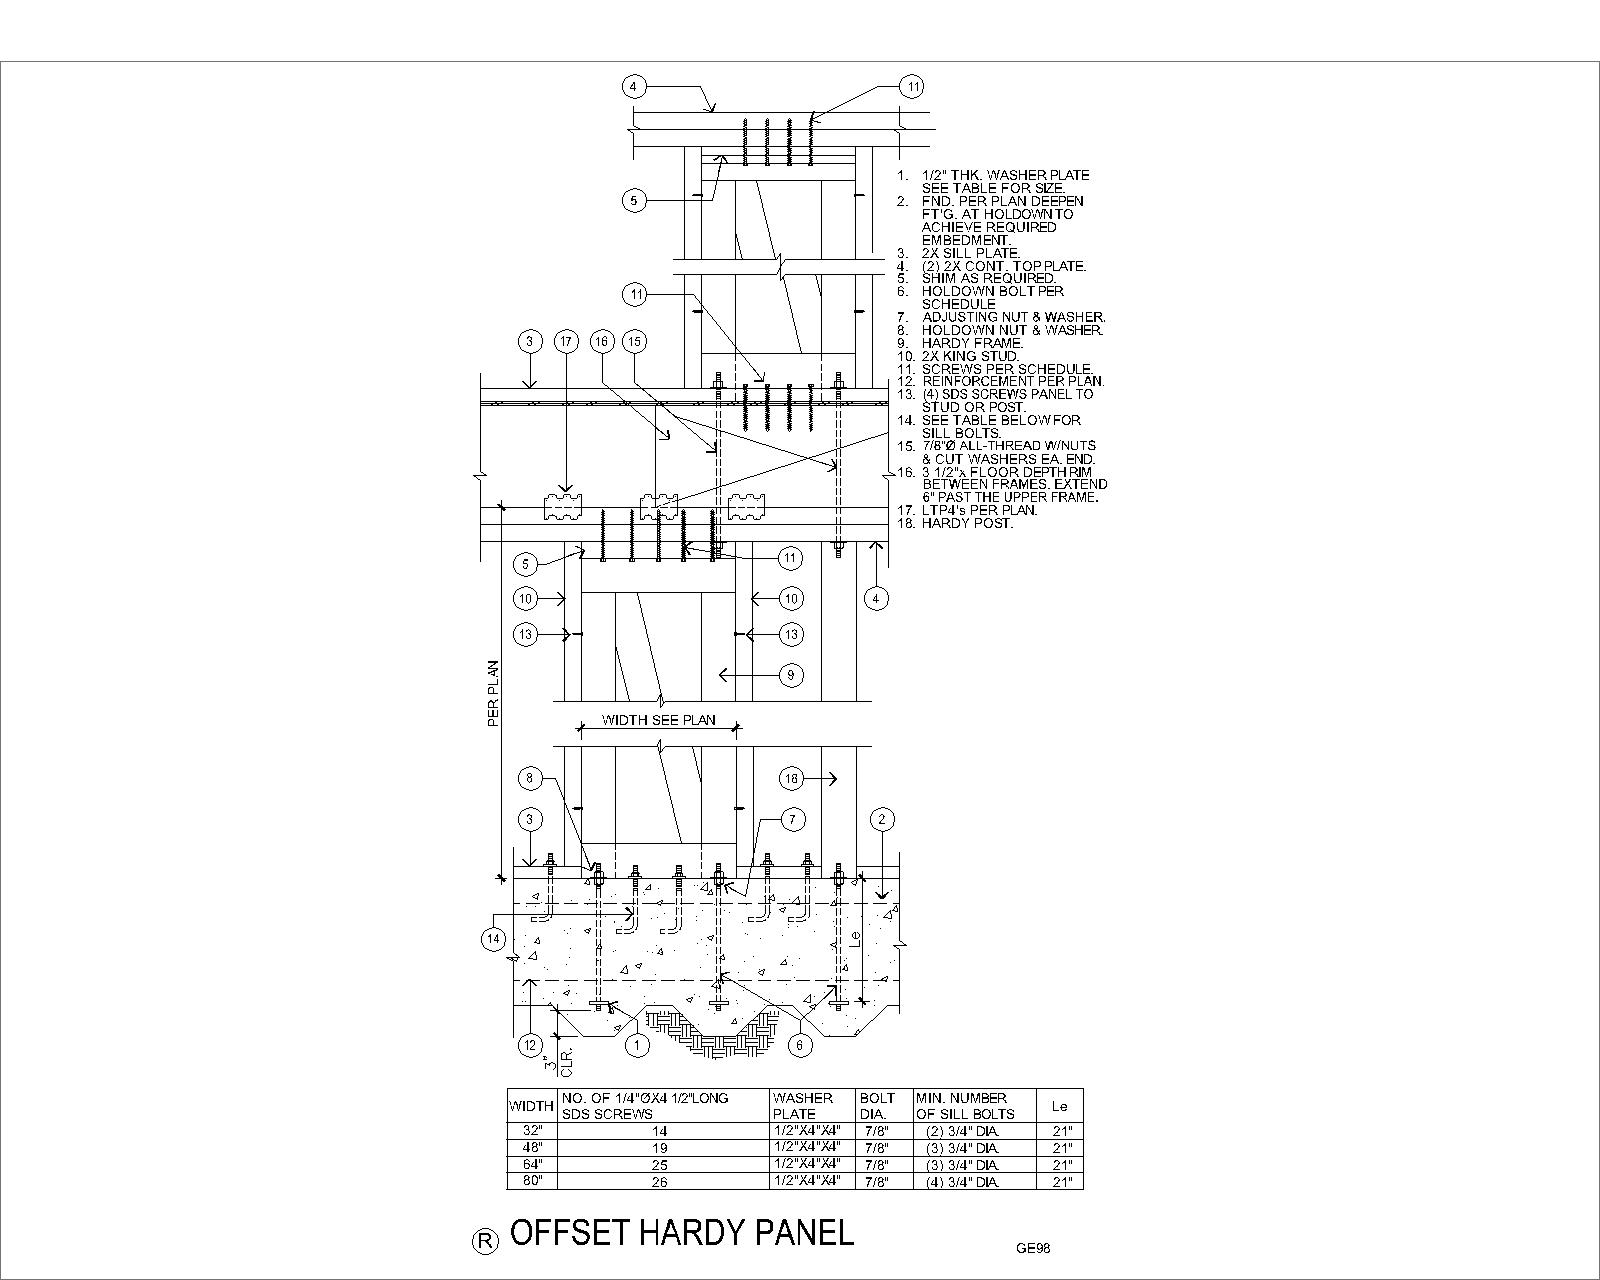 4
11
5
11
3
17
16
15
1. 1/2" THK. WASHER PLATE
SEE TABLE FOR SIZE.
2. FND. PER PLAN DEEPEN
FT'G. AT HOLDOWN TO
ACHIEVE REQUIRED
EMBEDMENT.
3. 2X SILL PLATE.
4. (2) 2X CONT. TOP PLATE.
5. SHIM AS REQUIRED.
6. HOLDOWN BOLT PER
SCHEDULE
7. ADJUSTING NUT & WASHER.
8. HOLDOWN NUT & WASHER.
9. HARDY FRAME.
10. 2X KING STUD.
11. SCREWS PER SCHEDULE.
12. REINFORCEMENT PER PLAN.
13. (4) SDS SCREWS PANEL TO
STUD OR POST.
14. SEE TABLE BELOW FOR
SILL BOLTS.
15. 7/8"Ø ALL-THREAD W/NUTS
& CUT WASHERS EA. END.
16. 3 1/2"x FLOOR DEPTH RIM
BETWEEN FRAMES. EXTEND
6" PAST THE UPPER FRAME.
17. LTP4's PER PLAN.
18. HARDY POST.
5
11
10
10
4
13
13
9
PER PLAN
WIDTH SEE PLAN
8
18
3
7
2
14
Le
12
1
6
3"
CLR.
WIDTH NO. OF 1/4"ØX4 1/2"LONG SDS SCREWS WASHER PLATE BOLT DIA. MIN. NUMBER OF SILL BOLTS Le
32" 14 1/2"X4"X4" 7/8" (2) 3/4" DIA. 21"
48" 19 1/2"X4"X4" 7/8" (3) 3/4" DIA. 21"
64" 25 1/2"X4"X4" 7/8" (3) 3/4" DIA. 21"
80" 26 1/2"X4"X4" 7/8" (4) 3/4" DIA. 21"
R OFFSET HARDY PANEL
GE98